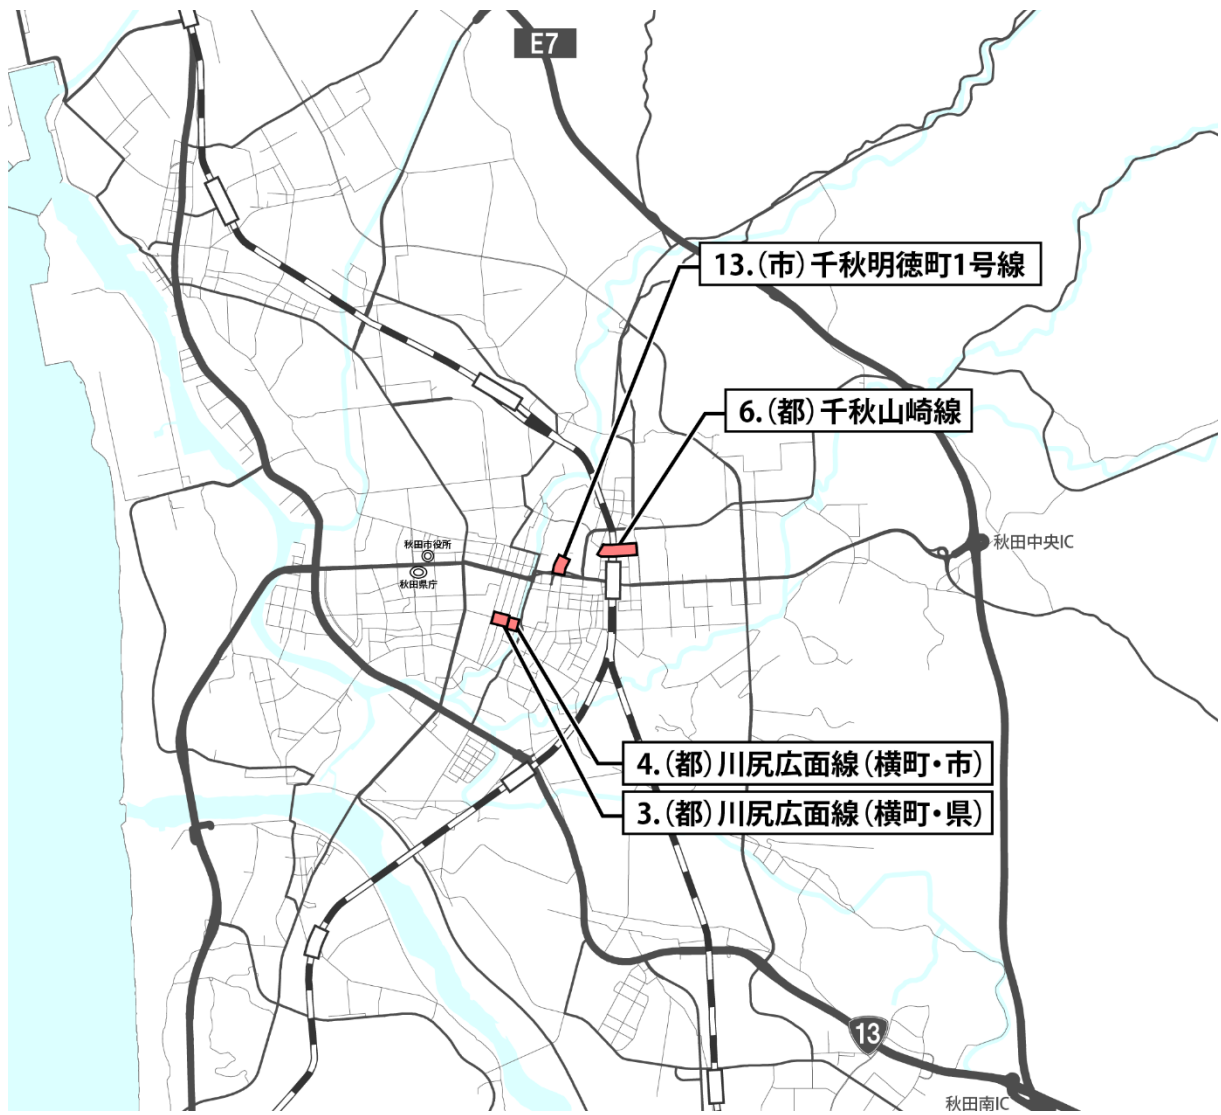 E7
13.(市)千秋明徳町1号線
6.(都)千秋山崎線
秋田市役所
秋田県庁
秋田中央IC
4.(都)川尻広面線(横町・市)
3.(都)川尻広面線(横町・県)
13
秋田南IC